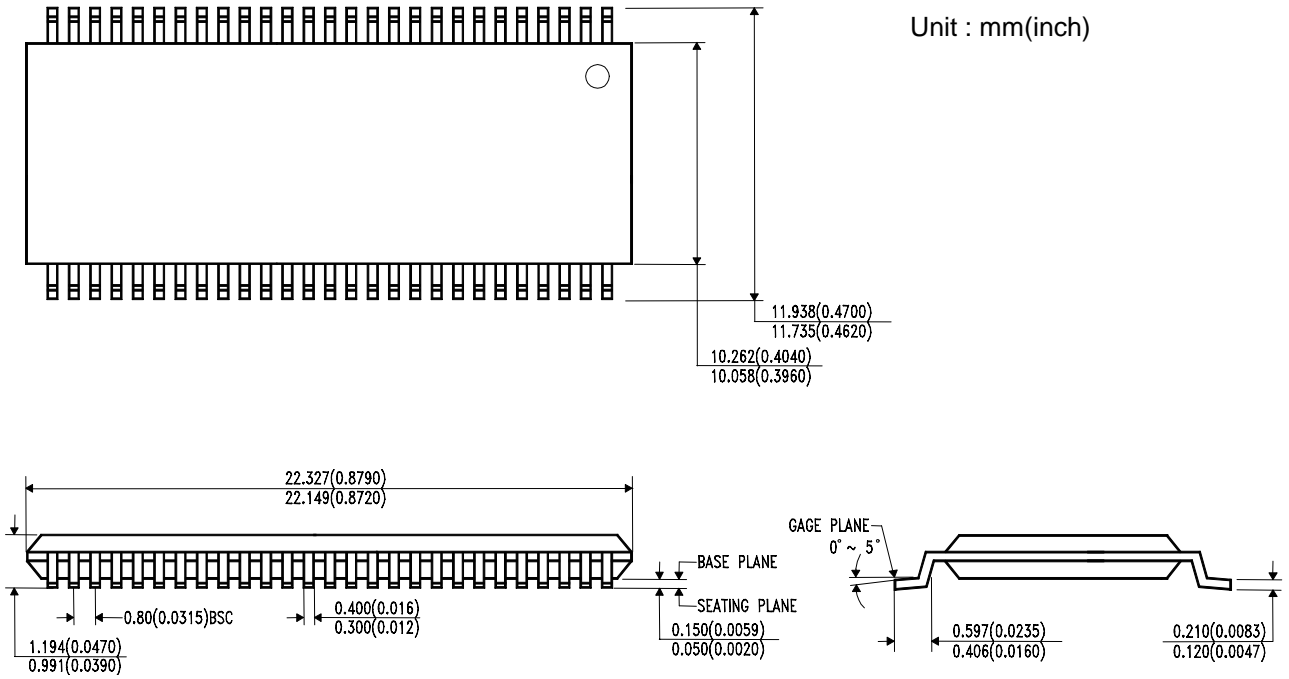 Unit : mm(inch)
11.938(0.4700)
11.735(0.4620)
10.262(0.4040)
10.058(0.3960)
22.327(0.8790)
22.149(0.8720)
GAGE PLANE
0° ~ 5°
BASE PLANE
SEATING PLANE
0.80(0.0315)BSC
0.400(0.016)
0.300(0.012)
0.150(0.0059)
0.050(0.0020)
0.597(0.0235)
0.406(0.0160)
0.210(0.0083)
0.120(0.0047)
1.194(0.0470)
0.991(0.0390)